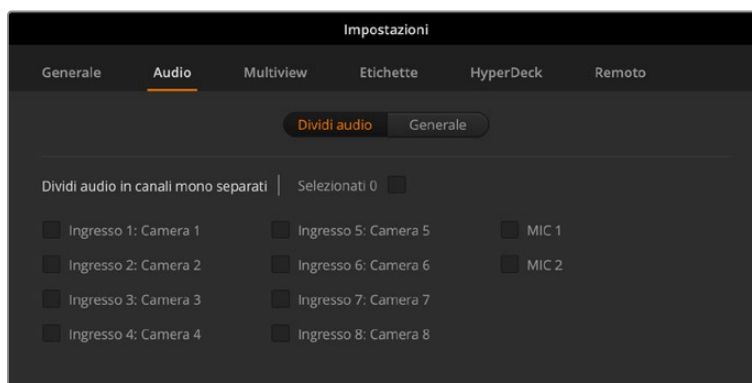 Impostazioni
Generale Audio Multiview Etichette HyperDeck Remoto
Dividi audio Generale
Dividi audio in canali mono separati Selezionati 0
Ingresso 1: Camera 1 Ingresso 5: Camera 5 MIC 1
Ingresso 2: Camera 2 Ingresso 6: Camera 6 MIC 2
Ingresso 3: Camera 3 Ingresso 7: Camera 7
Ingresso 4: Camera 4 Ingresso 8: Camera 8